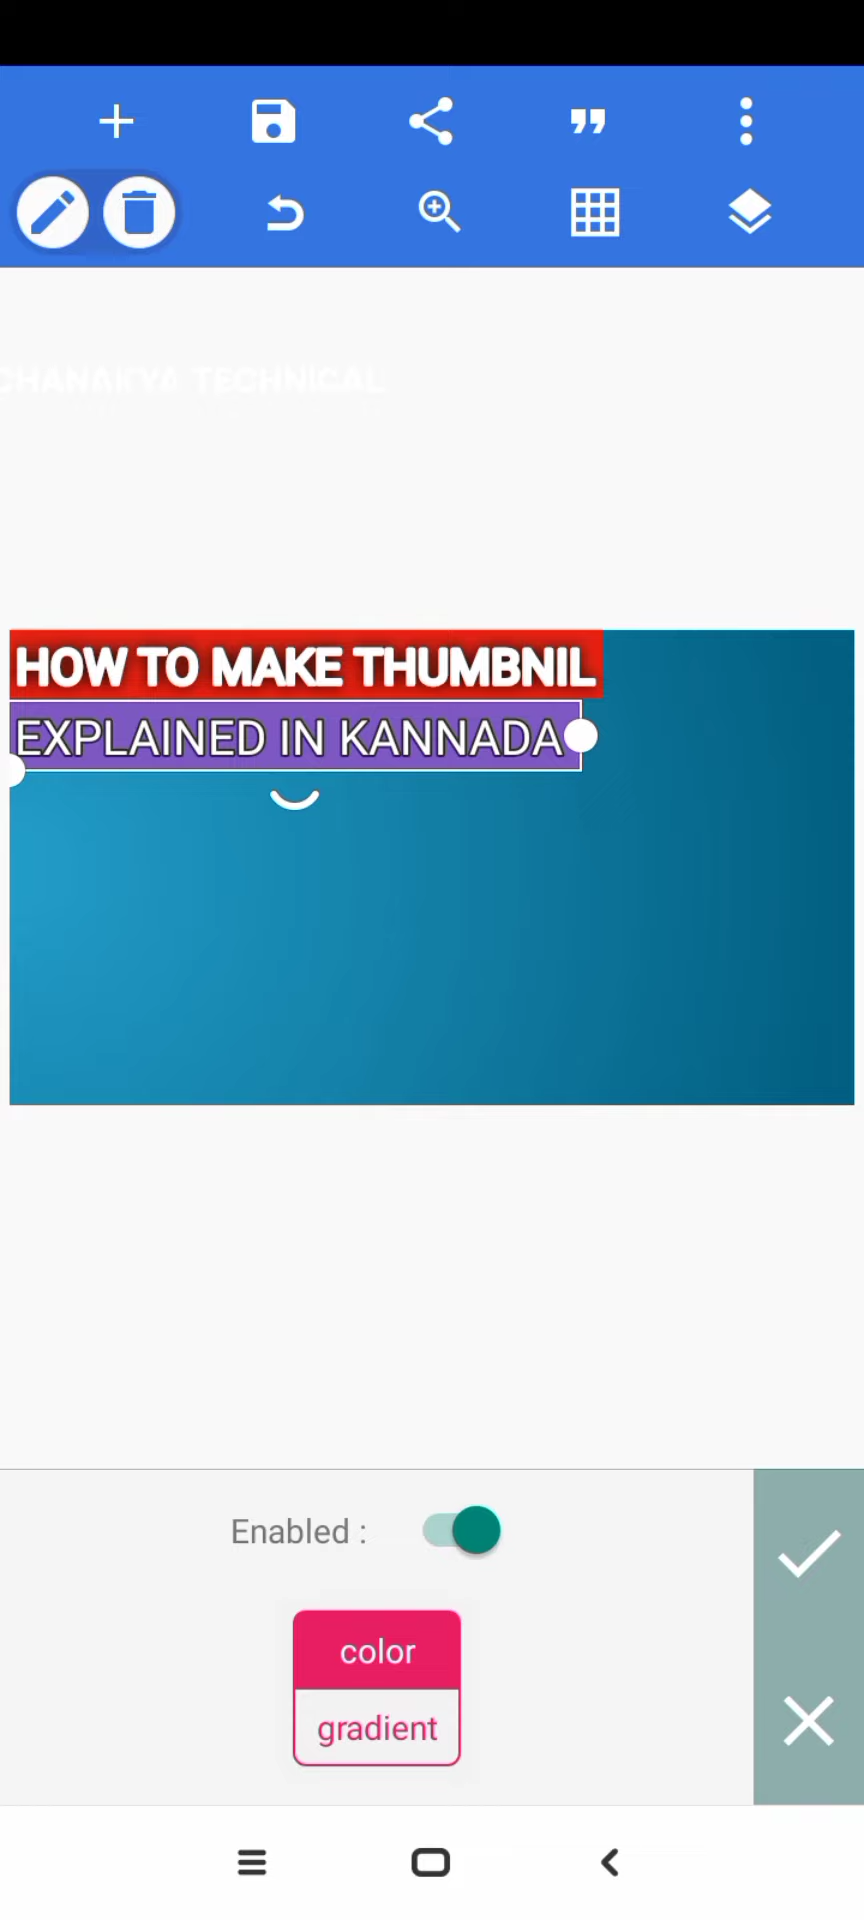 CHANAKYA TECHNICAL
HOW TO MAKE THUMBNIL
EXPLAINED IN KANNADA
Enabled :
color
gradient